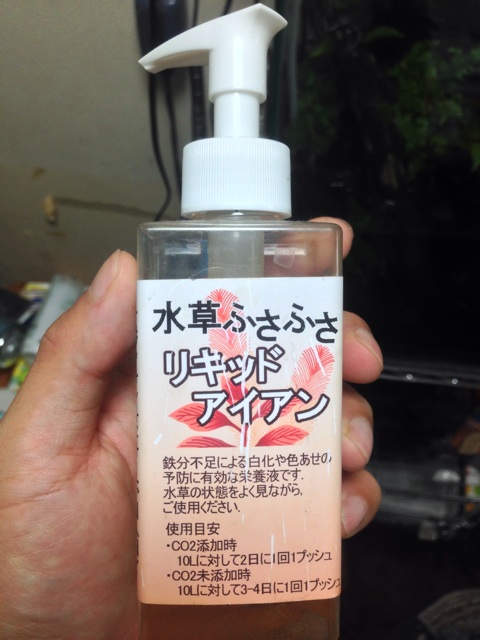 水草ふさふさ
リキッド
アイアン
鉄分不足による白化や色あせの
予防に有効な栄養液です.
水草の状態をよく見ながら,
ご使用ください.
使用目安
・CO2添加時
10Lに対して2日に1回1プッシュ
・CO2未添加時
10Lに対して3-4日に1回1プッシュ